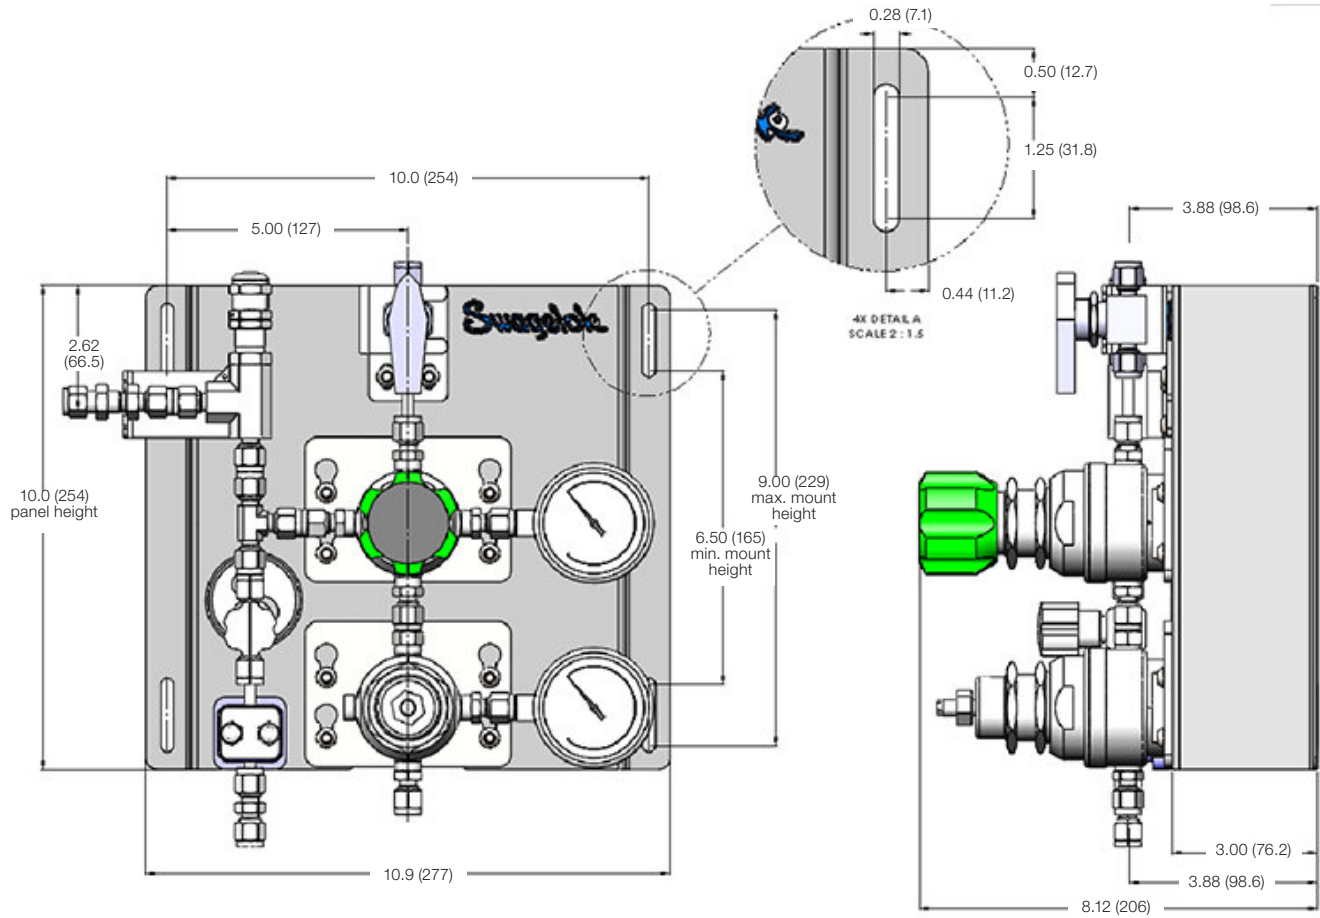 0.28 (7.1)
0.50 (12.7)
1.25 (31.8)
0.44 (11.2)
4X DETAIL A
SCALE 2 : 1.5
10.0 (254)
5.00 (127)
3.88 (98.6)
Swagelok
2.62
(66.5)
10.0 (254)
panel height
9.00 (229)
max. mount
height
6.50 (165)
min. mount
height
10.9 (277)
3.00 (76.2)
3.88 (98.6)
8.12 (206)